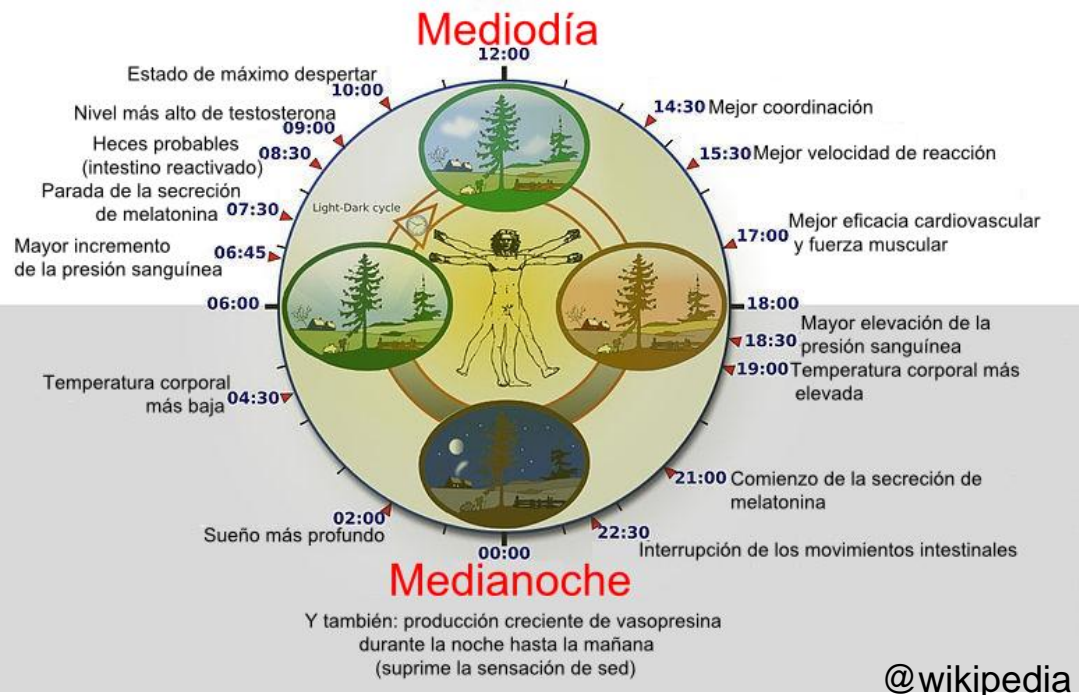 Mediodía
12:00
Estado de máximo despertar
10:00
Nivel más alto de testosterona
09:00
Heces probables
(intestino reactivado)
08:30
Parada de la secreción
de melatonina
07:30
Mayor incremento
de la presión sanguínea
06:45
06:00
Temperatura corporal
más baja
04:30
02:00
Sueño más profundo
Light-Dark cycle
14:30 Mejor coordinación
15:30 Mejor velocidad de reacción
17:00
Mejor eficacia cardiovascular
y fuerza muscular
18:00
18:30
Mayor elevación de la
presión sanguínea
19:00 Temperatura corporal más
elevada
21:00 Comienzo de la secreción de
melatonina
22:30
Interrupción de los movimientos intestinales
00:00
Medianoche
Y también: producción creciente de vasopresina
durante la noche hasta la mañana
(suprime la sensación de sed)
@wikipedia